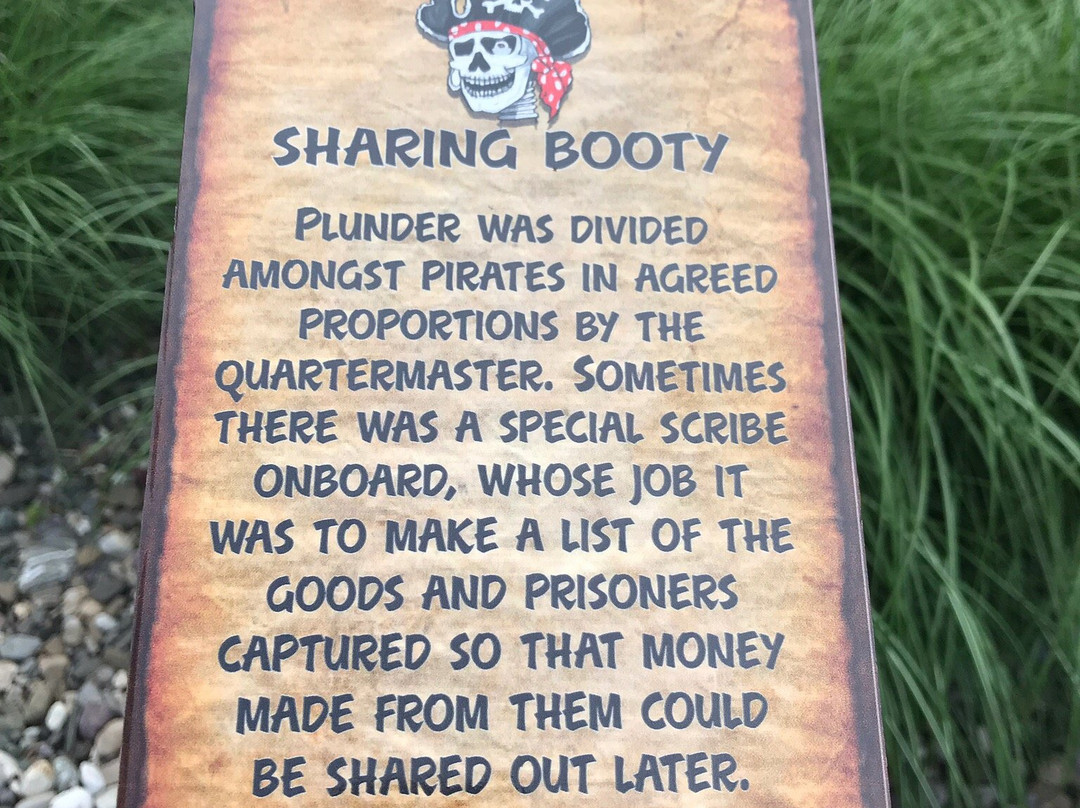 SHARING BOOTY
PLUNDER WAS DIVIDED
AMONGST PIRATES IN AGREED
PROPORTIONS BY THE
QUARTERMASTER. SOMETIMES
THERE WAS A SPECIAL SCRIBE
ONBOARD, WHOSE JOB IT
WAS TO MAKE A LIST OF THE
GOODS AND PRISONERS
CAPTURED SO THAT MONEY
MADE FROM THEM COULD
BE SHARED OUT LATER.